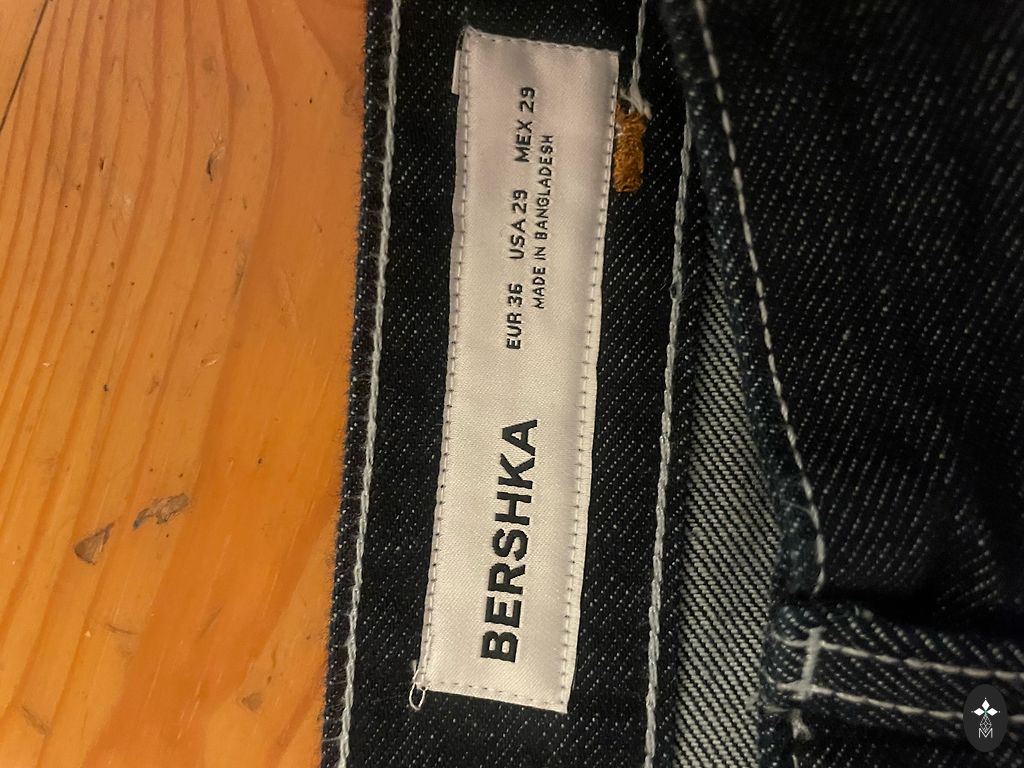 BERSHKA
EUR 36 USA 29 MEX 29
MADE IN BANGLADESH
M